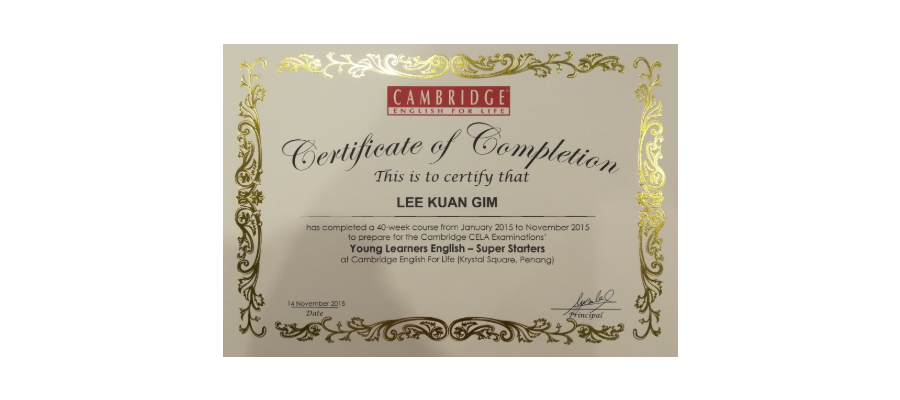 CAMBRIDGE
ENGLISH FOR LIFE
Certificate of Completion
This is to certify that
LEE KUAN GIM
has completed a 40-week course from January 2015 to November 2015
to prepare for the Cambridge CELA Examinations'
Young Learners English – Super Starters
at Cambridge English For Life (Krystal Square, Penang)
14 November 2015
Date
Principal